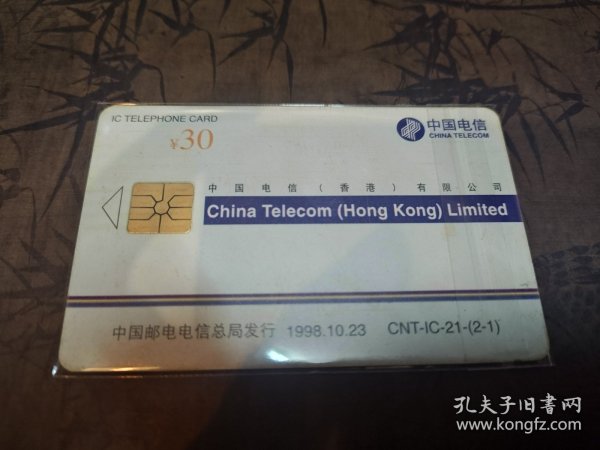 IC TELEPHONE CARD
¥30
中国电信
CHINA TELECOM
中国电信(香港)有限公司
China Telecom (Hong Kong) Limited
中国邮电电信总局发行 1998.10.23 CNT-IC-21-(2-1)
孔夫子旧書网
www.kongfz.com